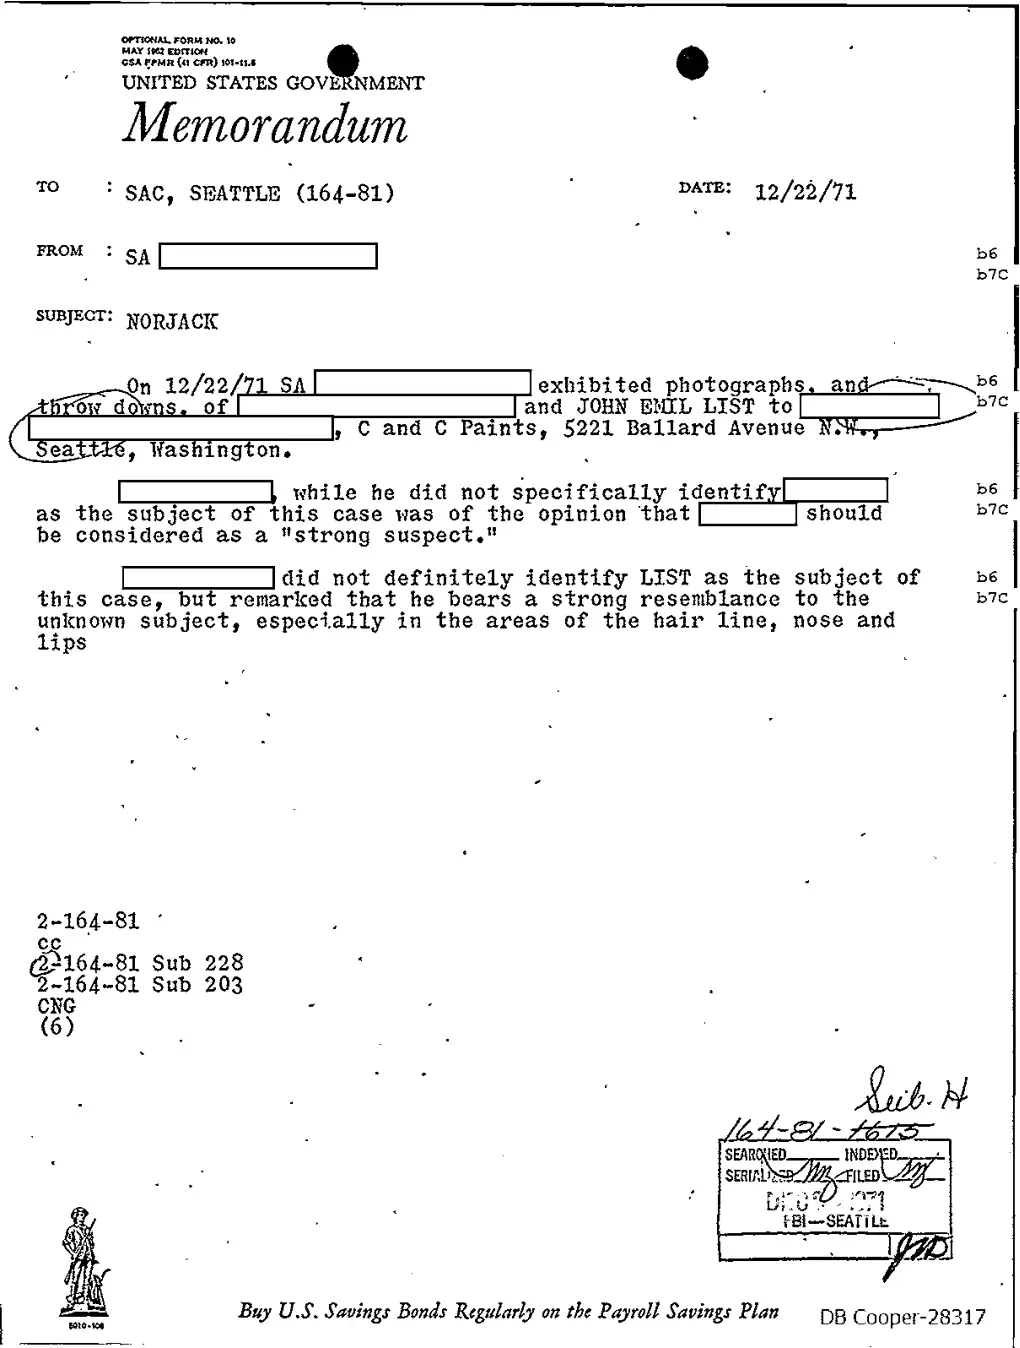 OPTIONAL FORM NO. 10
MAY 1962 EDITION
GSA FPMR (41 CFR) 101-11.6
UNITED STATES GOVERNMENT
Memorandum
TO : SAC, SEATTLE (164-81) DATE: 12/22/71
FROM : SA b6
b7C
SUBJECT: NORJACK
On 12/22/71 SA exhibited photographs. and b6
throw downs. of and JOHN EMIL LIST to b7C
, C and C Paints, 5221 Ballard Avenue N.W.,
Seattle, Washington.
, while he did not specifically identify b6
as the subject of this case was of the opinion that should b7C
be considered as a "strong suspect."
did not definitely identify LIST as the subject of b6
this case, but remarked that he bears a strong resemblance to the b7C
unknown subject, especially in the areas of the hair line, nose and
lips
2-164-81
cc
2-164-81 Sub 228
2-164-81 Sub 203
CNG
(6)
Sub. H
164-81-1615
SEARCHED INDEXED
SERIALIZED FILED
1971
FBI—SEATTLE
5010-108
Buy U.S. Savings Bonds Regularly on the Payroll Savings Plan
DB Cooper-28317